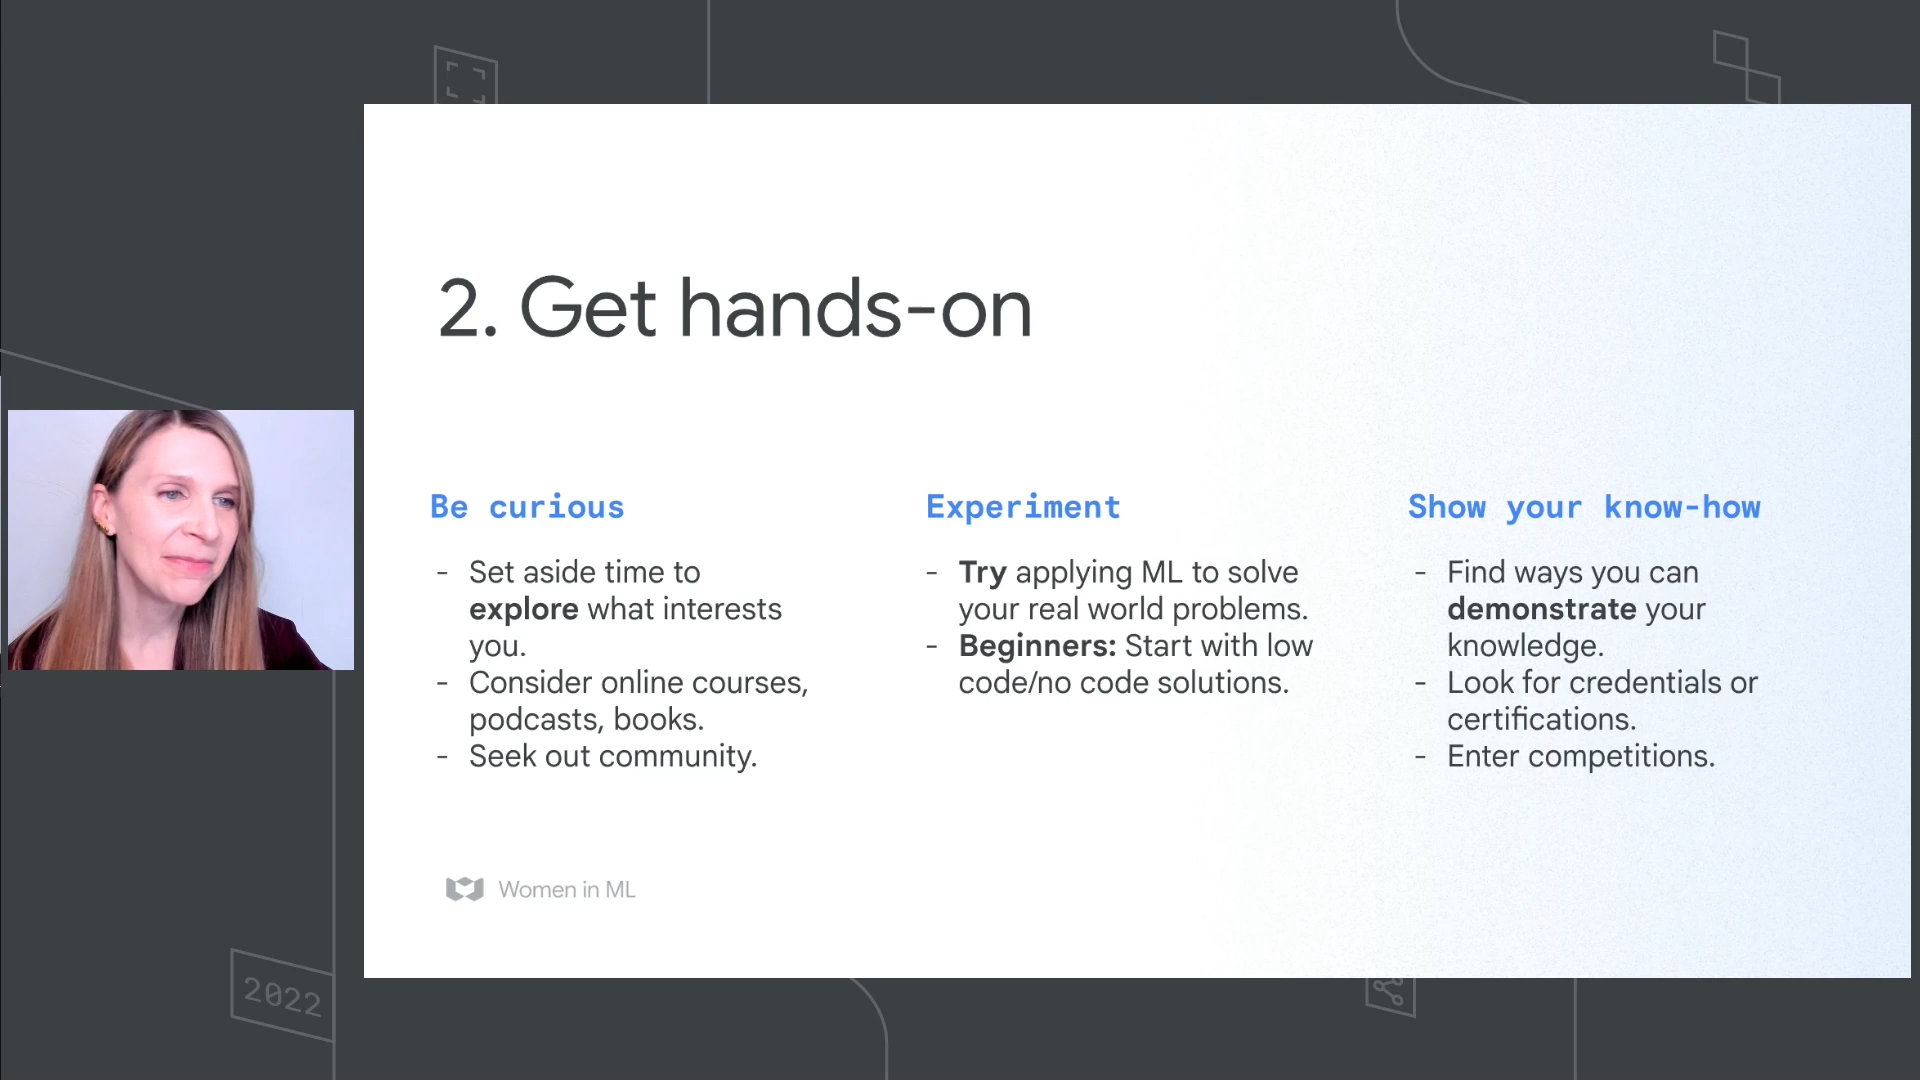 2. Get hands-on
Be curious
- Set aside time to
explore what interests
you.
- Consider online courses,
podcasts, books.
- Seek out community.
Experiment
- Try applying ML to solve
your real world problems.
- Beginners: Start with low
code/no code solutions.
Show your know-how
- Find ways you can
demonstrate your
knowledge.
- Look for credentials or
certifications.
- Enter competitions.
Women in ML
2022